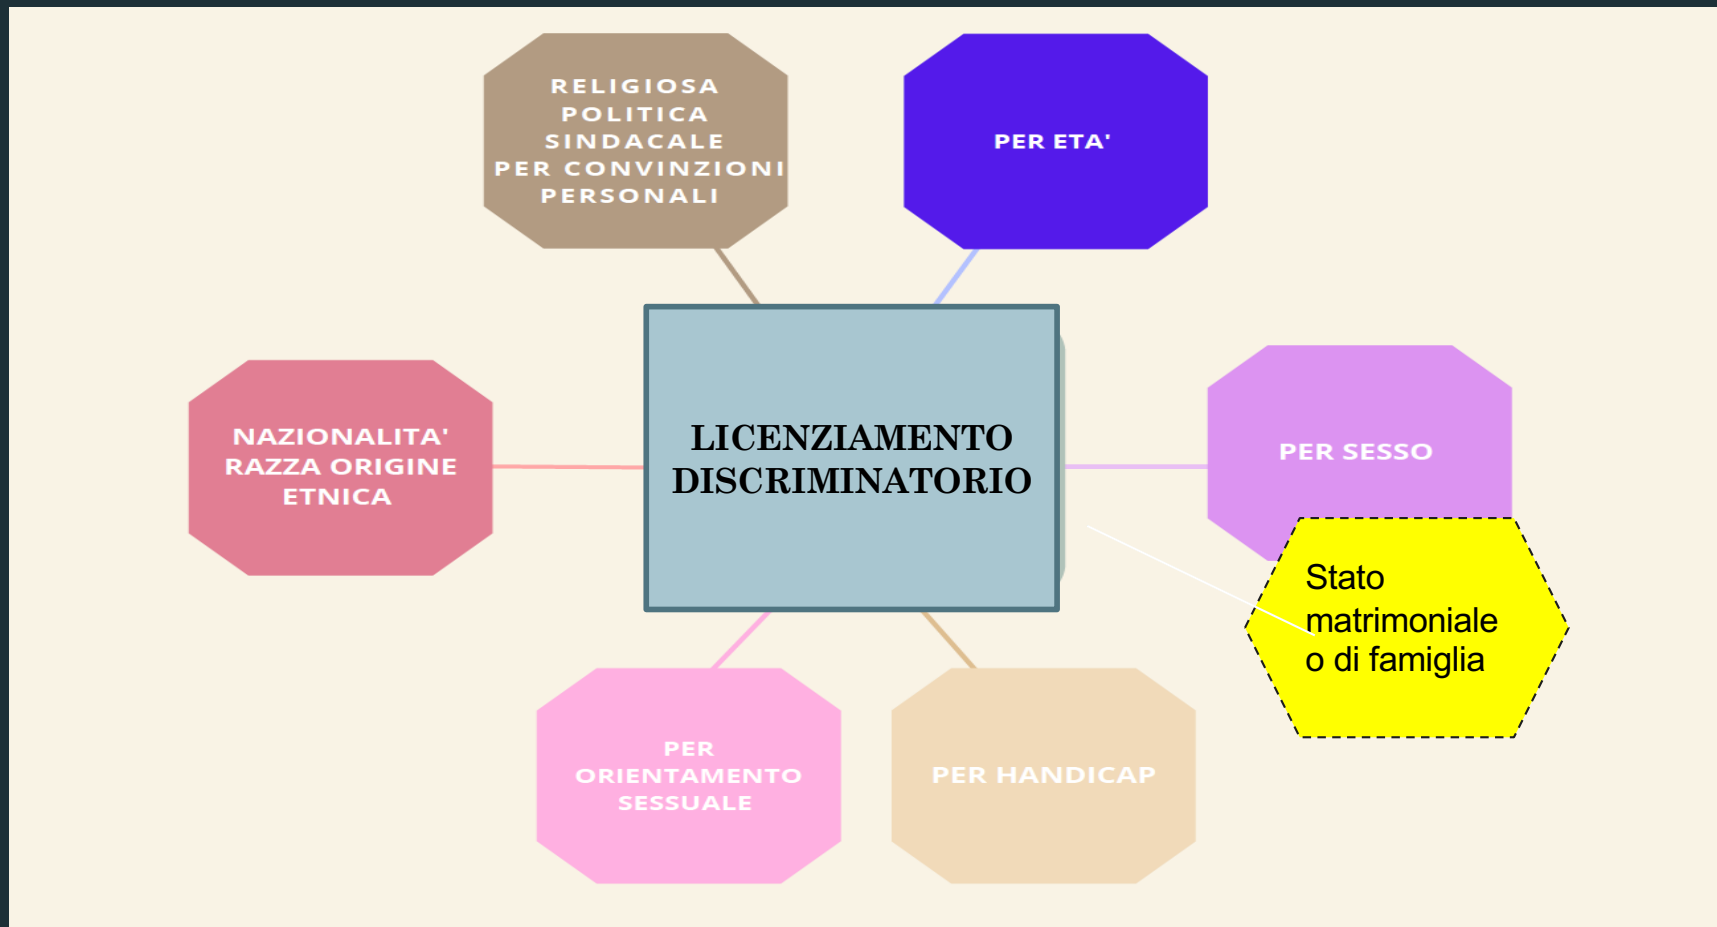 RELIGIOSA
POLITICA
SINDACALE
PER CONVINZIONI
PERSONALI
PER ETA'
NAZIONALITA'
RAZZA ORIGINE
ETNICA
LICENZIAMENTO
DISCRIMINATORIO
PER SESSO
Stato
matrimoniale
o di famiglia
PER
ORIENTAMENTO
SESSUALE
PER HANDICAP